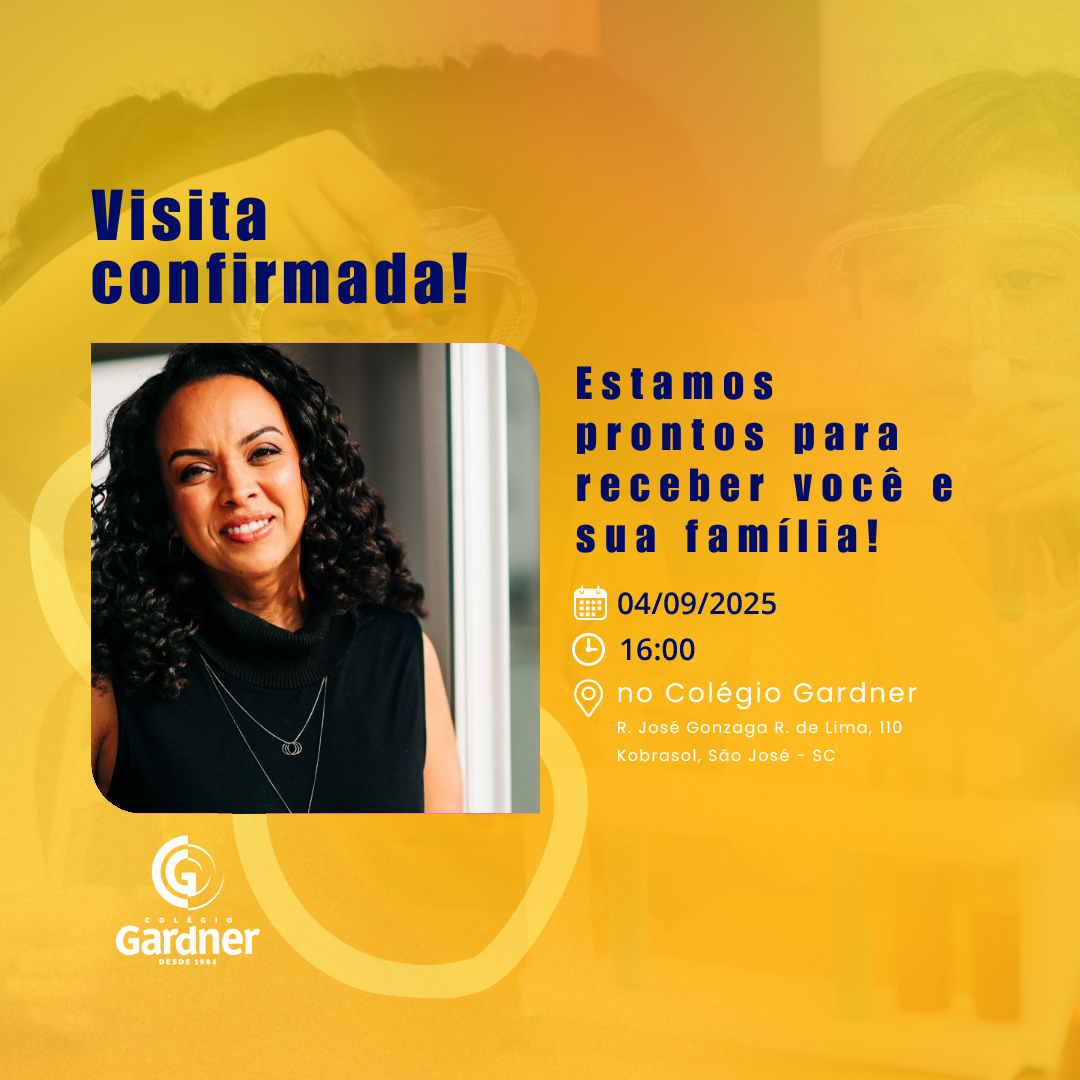 Visita
confirmada!
Estamos
prontos para
receber você e
sua família!
04/09/2025
16:00
no Colégio Gardner
R. José Gonzaga R. de Lima, 110
Kobrasol, São José - SC
G
COLÉGIO
Gardner
DESDE 1984